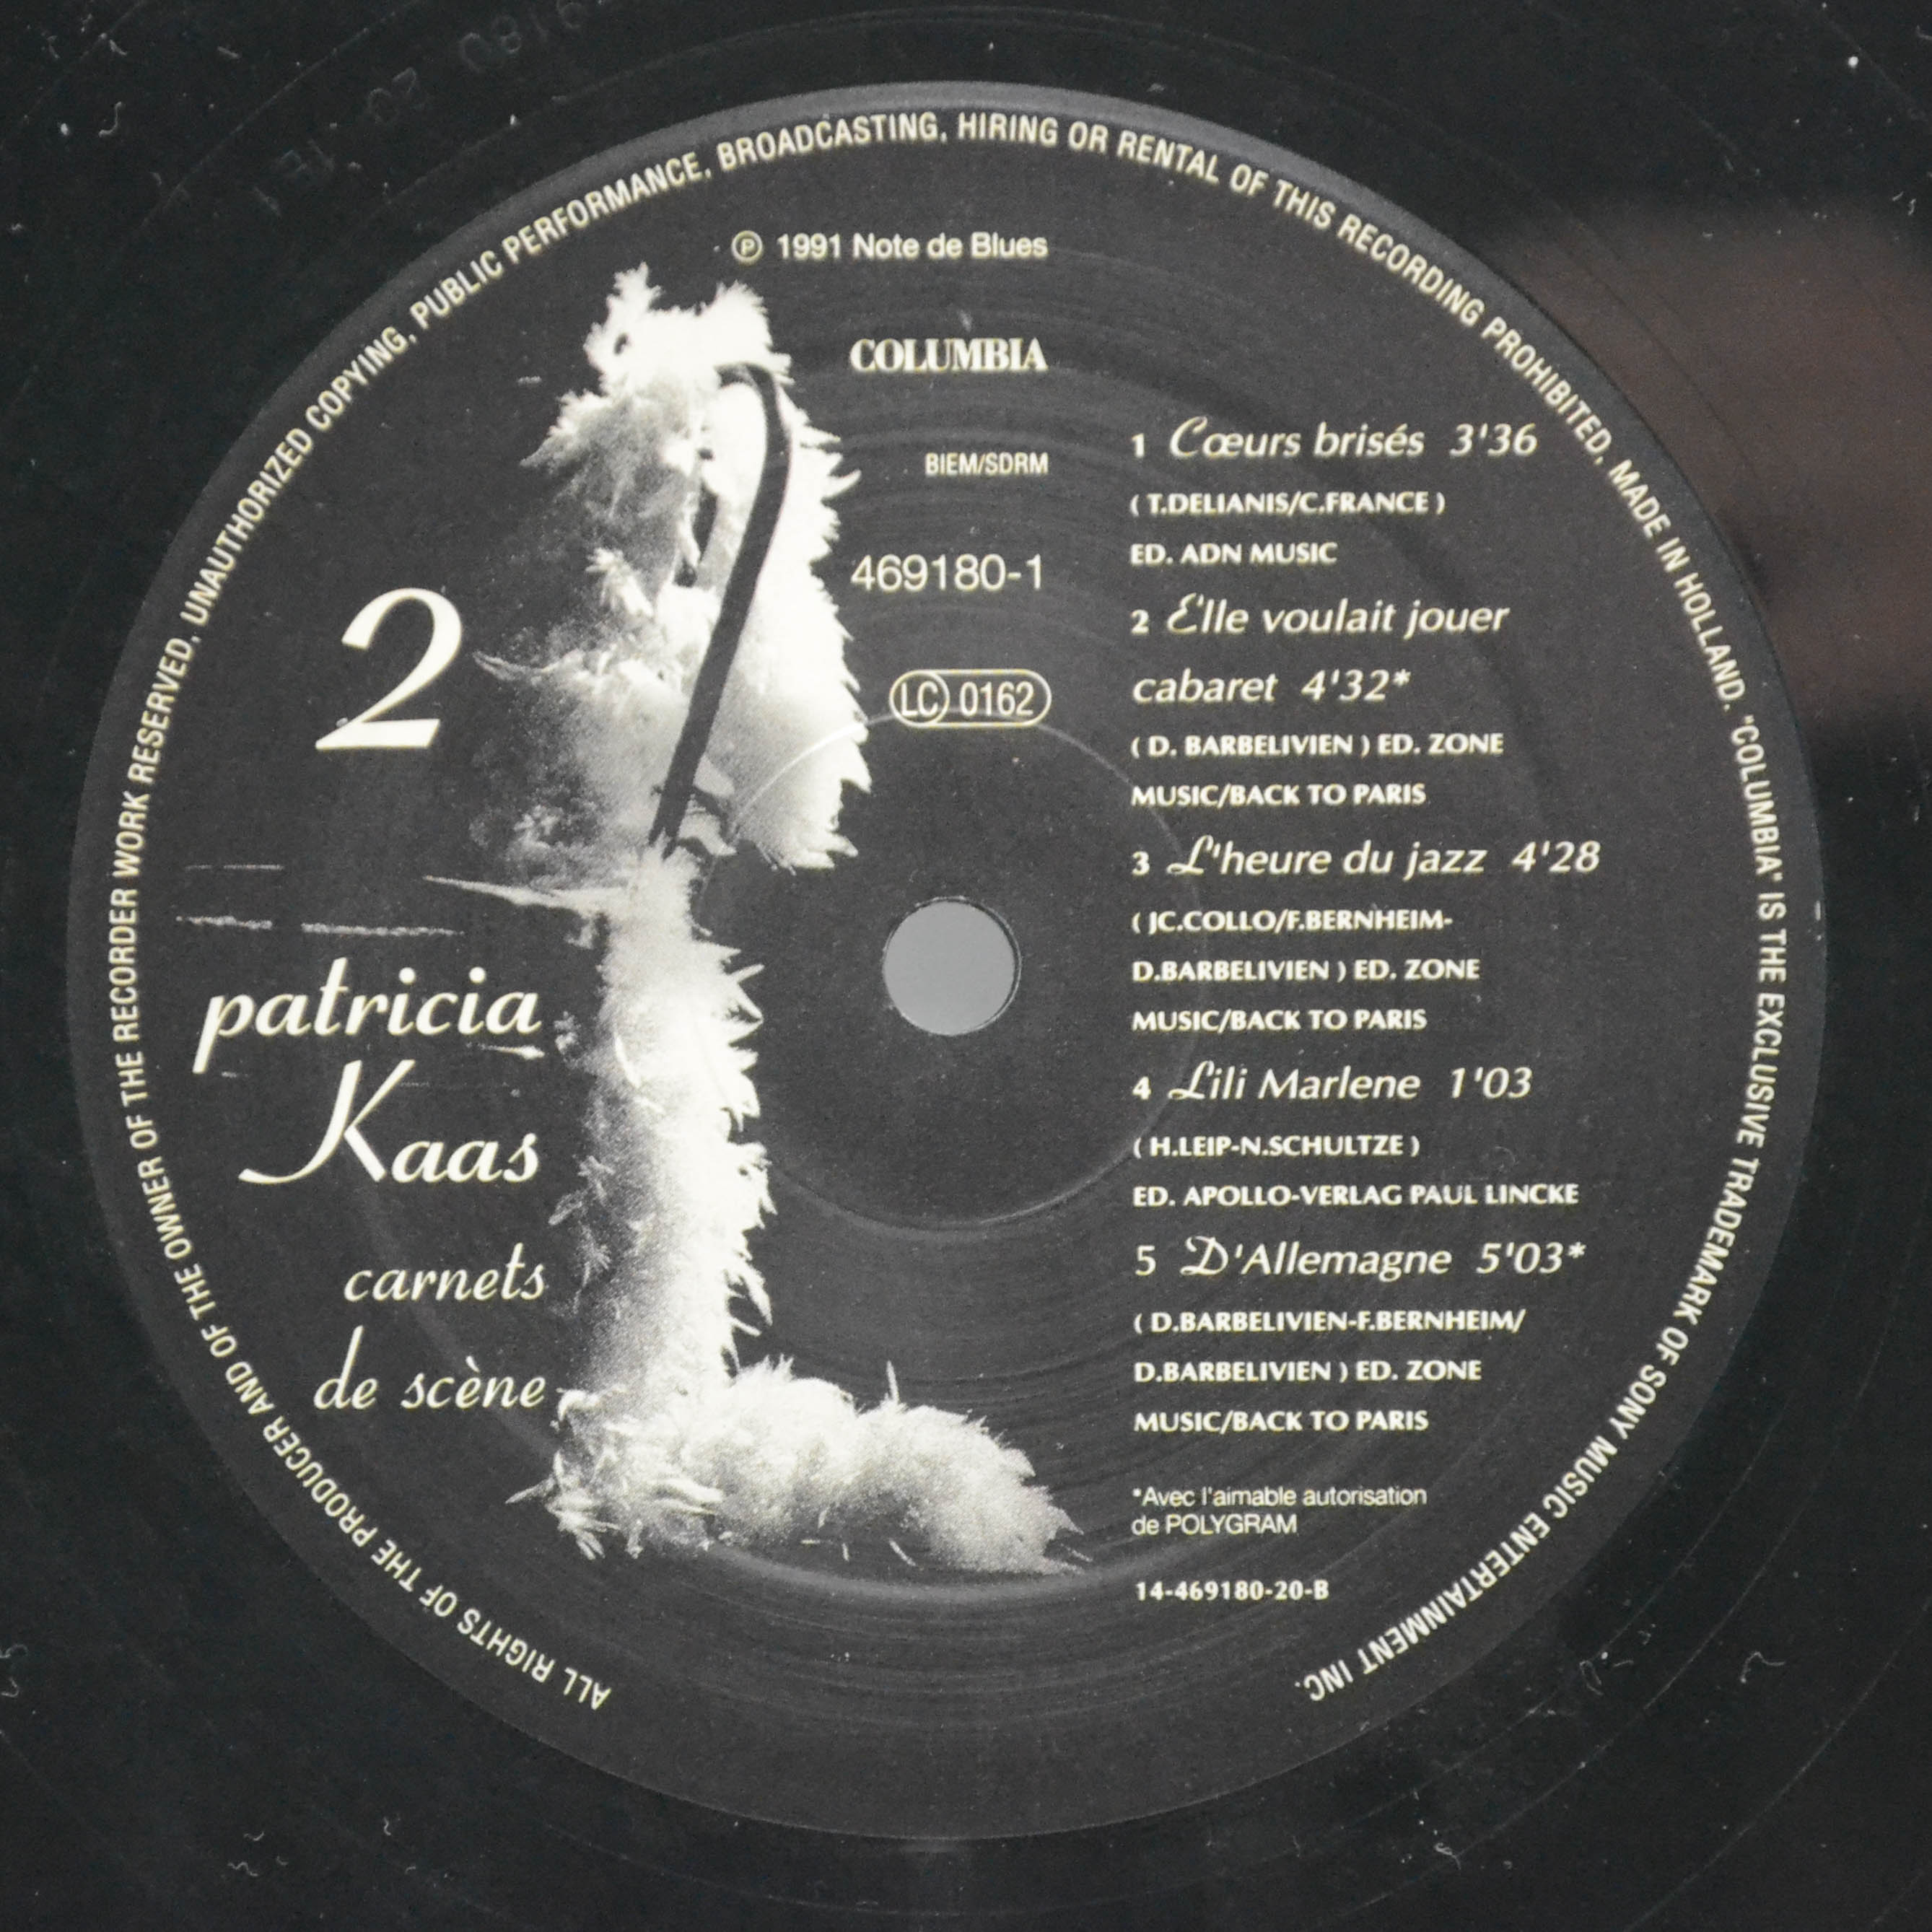 ALL RIGHTS OF THE PRODUCER AND OF THE OWNER OF THE RECORDER WORK RESERVED, UNAUTHORIZED COPYING, PUBLIC PERFORMANCE, BROADCASTING, HIRING OR RENTAL OF THIS RECORDING PROHIBITED, MADE IN HOLLAND. "COLUMBIA" IS THE EXCLUSIVE TRADEMARK OF SONY MUSIC ENTERTAINMENT INC.
℗ 1991 Note de Blues
COLUMBIA
BIEM/SDRM
469180-1
LC 0162
2
patricia
Kaas
carnets
de scène
1 Cœurs brisés 3'36
( T.DELIANIS/C.FRANCE )
ED. ADN MUSIC
2 Elle voulait jouer
cabaret 4'32*
( D. BARBELIVIEN ) ED. ZONE
MUSIC/BACK TO PARIS
3 L'heure du jazz 4'28
( JC.COLLO/F.BERNHEIM-
D.BARBELIVIEN ) ED. ZONE
MUSIC/BACK TO PARIS
4 Lili Marlene 1'03
( H.LEIP-N.SCHULTZE )
ED. APOLLO-VERLAG PAUL LINCKE
5 D'Allemagne 5'03*
( D.BARBELIVIEN-F.BERNHEIM/
D.BARBELIVIEN ) ED. ZONE
MUSIC/BACK TO PARIS
*Avec l'aimable autorisation
de POLYGRAM
14-469180-20-B